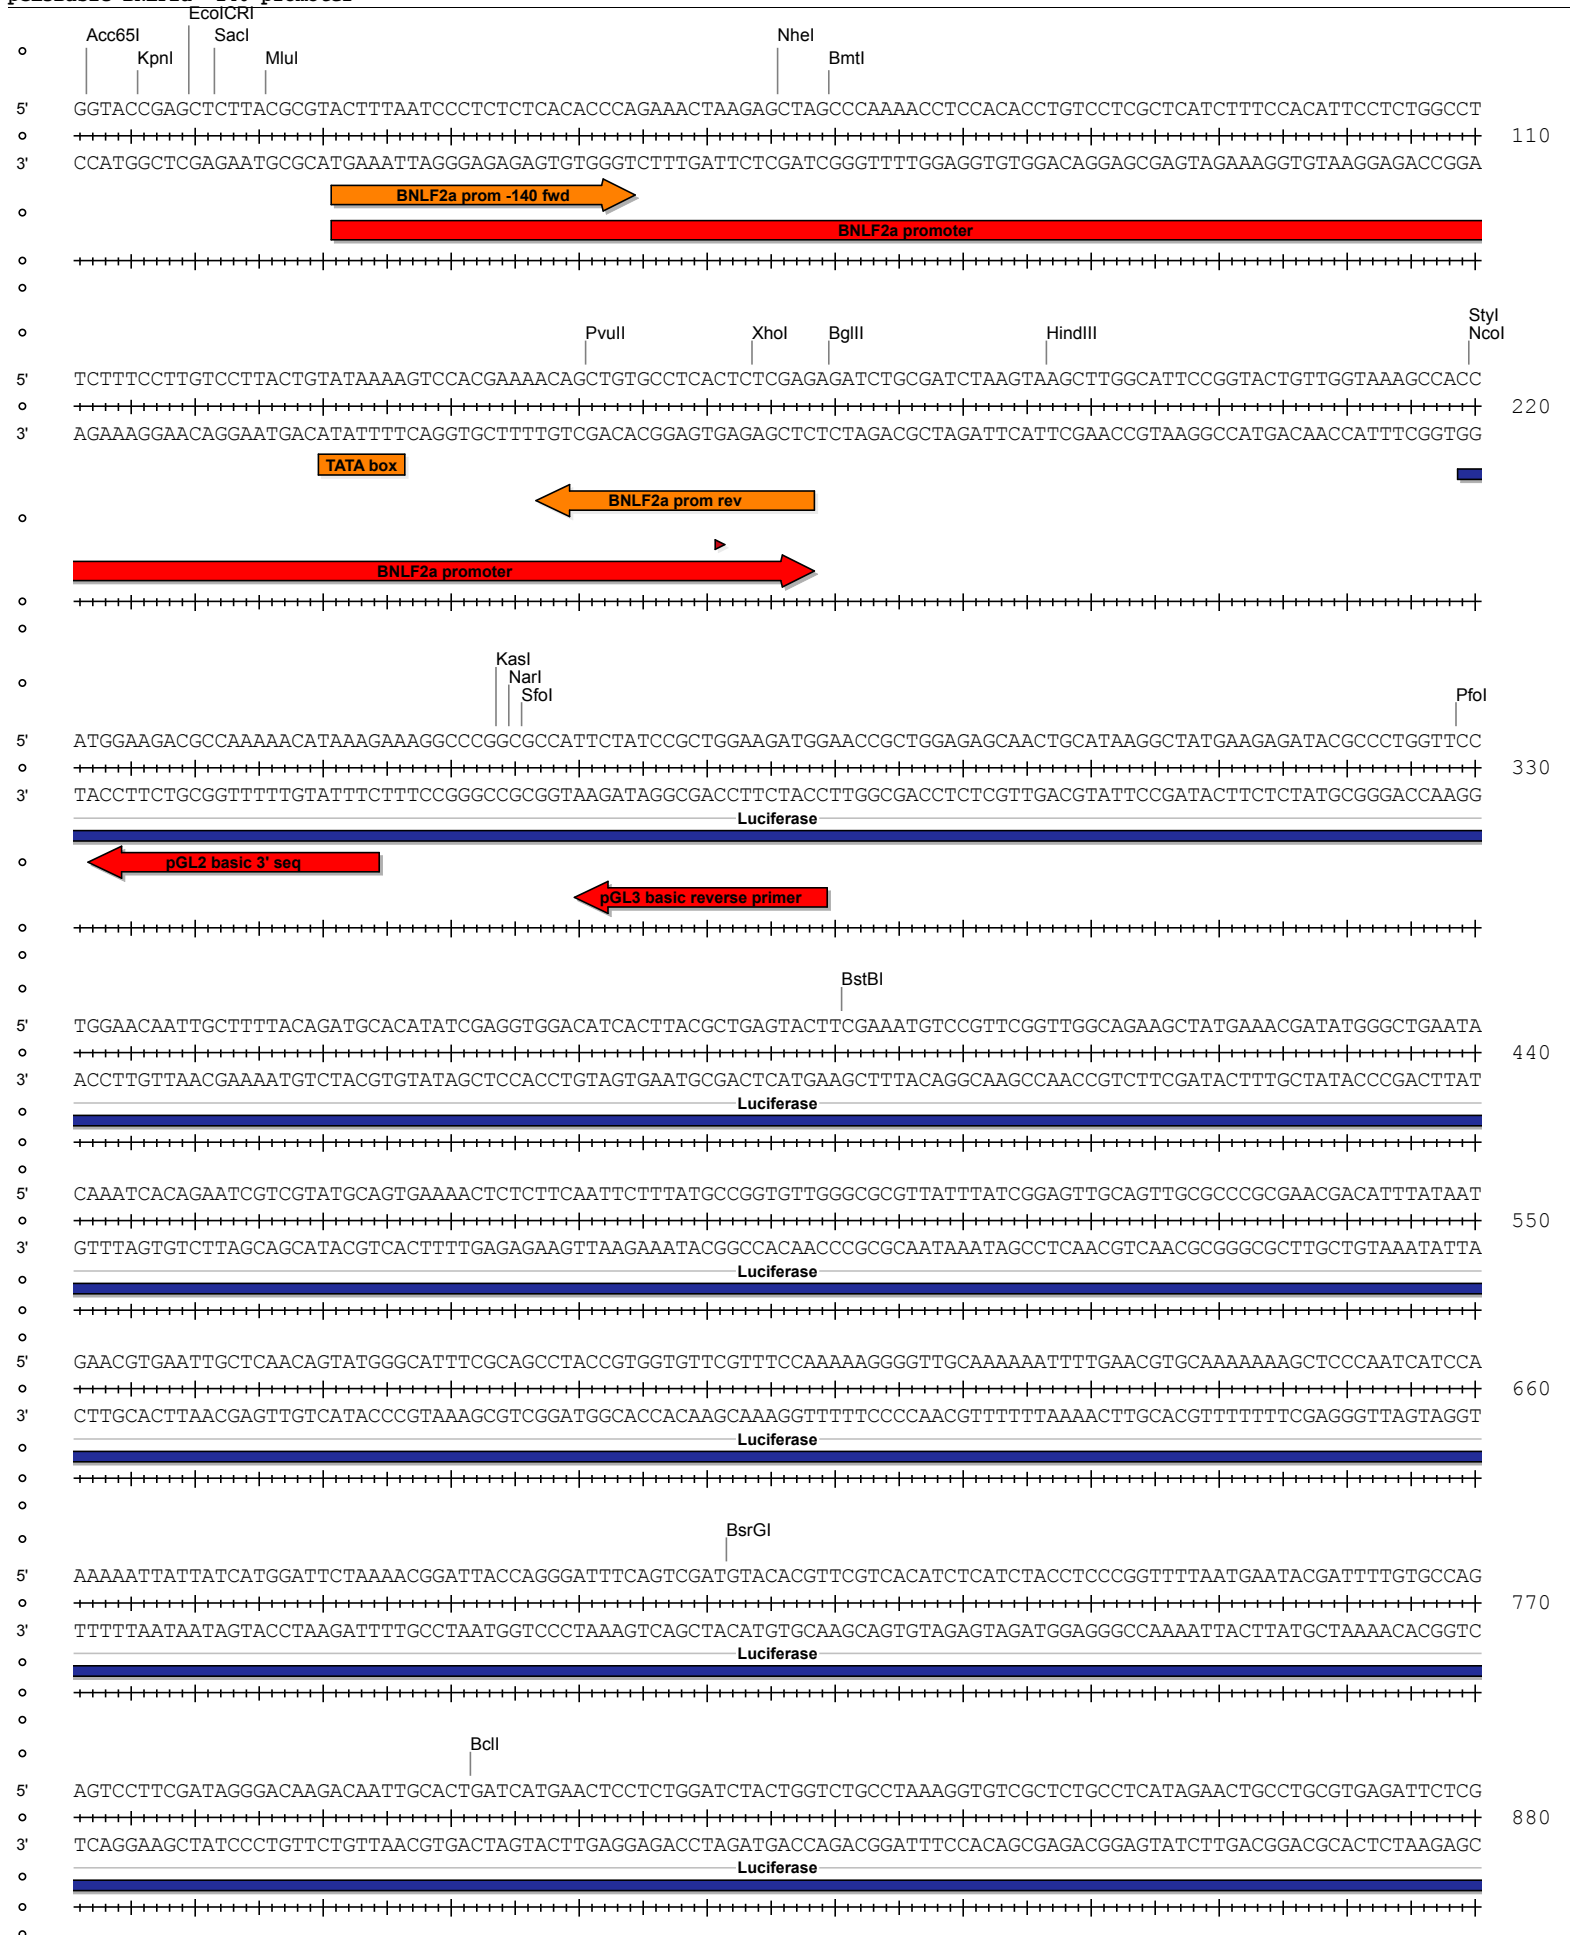 EcoICRI
Acc65I SacI NheI
KpnI MluI BmtI
5' GGTACCGAGCTCTTACGCGTACTTTAATCCCTCTCTCACACCCAGAAACTAAGAGCTAGCCCAAAACCTCCACACCTGTCCTCGCTCATCTTTCCACATTCCTCTGGCCT
110
3' CCATGGCTCGAGAATGCGCATGAAATTAGGGAGAGAGTGTGGGTCTTTGATTCTCGATCGGGTTTTGGAGGTGTGGACAGGAGCGAGTAGAAAGGTGTAAGGAGACCGGA
BNLF2a prom -140 fwd
BNLF2a promoter
StyI
PvuII XhoI BglII HindIII NcoI
5' TCTTTCCTTGTCCTTACTGTATAAAAGTCCACGAAAACAGCTGTGCCTCACTCTCGAGAGATCTGCGATCTAAGTAAGCTTGGCATTCCGGTACTGTTGGTAAAGCCACC
220
3' AGAAAGGAACAGGAATGACATATTTTCAGGTGCTTTTGTCGACACGGAGTGAGAGCTCTCTAGACGCTAGATTCATTCGAACCGTAAGGCCATGACAACCATTTCGGTGG
TATA box
BNLF2a prom rev
BNLF2a promoter
KasI
NarI
SfoI PfoI
5' ATGGAAGACGCCAAAAACATAAAGAAAGGCCCGGCGCCATTCTATCCGCTGGAAGATGGAACCGCTGGAGAGCAACTGCATAAGGCTATGAAGAGATACGCCCTGGTTCC
330
3' TACCTTCTGCGGTTTTTGTATTTCTTTCCGGGCCGCGGTAAGATAGGCGACCTTCTACCTTGGCGACCTCTCGTTGACGTATTCCGATACTTCTCTATGCGGGACCAAGG
Luciferase
pGL2 basic 3' seq
pGL3 basic reverse primer
BstBI
5' TGGAACAATTGCTTTTACAGATGCACATATCGAGGTGGACATCACTTACGCTGAGTACTTCGAAATGTCCGTTCGGTTGGCAGAAGCTATGAAACGATATGGGCTGAATA
440
3' ACCTTGTTAACGAAAATGTCTACGTGTATAGCTCCACCTGTAGTGAATGCGACTCATGAAGCTTTACAGGCAAGCCAACCGTCTTCGATACTTTGCTATACCCGACTTAT
Luciferase
5' CAAATCACAGAATCGTCGTATGCAGTGAAAACTCTCTTCAATTCTTTATGCCGGTGTTGGGCGCGTTATTTATCGGAGTTGCAGTTGCGCCCGCGAACGACATTTATAAT
550
3' GTTTAGTGTCTTAGCAGCATACGTCACTTTTGAGAGAAGTTAAGAAATACGGCCACAACCCGCGCAATAAATAGCCTCAACGTCAACGCGGGCGCTTGCTGTAAATATTA
Luciferase
5' GAACGTGAATTGCTCAACAGTATGGGCATTTCGCAGCCTACCGTGGTGTTCGTTTCCAAAAAGGGGTTGCAAAAAATTTTGAACGTGCAAAAAAAGCTCCCAATCATCCA
660
3' CTTGCACTTAACGAGTTGTCATACCCGTAAAGCGTCGGATGGCACCACAAGCAAAGGTTTTTCCCCAACGTTTTTTAAAACTTGCACGTTTTTTTCGAGGGTTAGTAGGT
Luciferase
BsrGI
5' AAAAATTATTATCATGGATTCTAAAACGGATTACCAGGGATTTCAGTCGATGTACACGTTCGTCACATCTCATCTACCTCCCGGTTTTAATGAATACGATTTTGTGCCAG
770
3' TTTTTAATAATAGTACCTAAGATTTTGCCTAATGGTCCCTAAAGTCAGCTACATGTGCAAGCAGTGTAGAGTAGATGGAGGGCCAAAATTACTTATGCTAAAACACGGTC
Luciferase
BclI
5' AGTCCTTCGATAGGGACAAGACAATTGCACTGATCATGAACTCCTCTGGATCTACTGGTCTGCCTAAAGGTGTCGCTCTGCCTCATAGAACTGCCTGCGTGAGATTCTCG
880
3' TCAGGAAGCTATCCCTGTTCTGTTAACGTGACTAGTACTTGAGGAGACCTAGATGACCAGACGGATTTCCACAGCGAGACGGAGTATCTTGACGGACGCACTCTAAGAGC
Luciferase